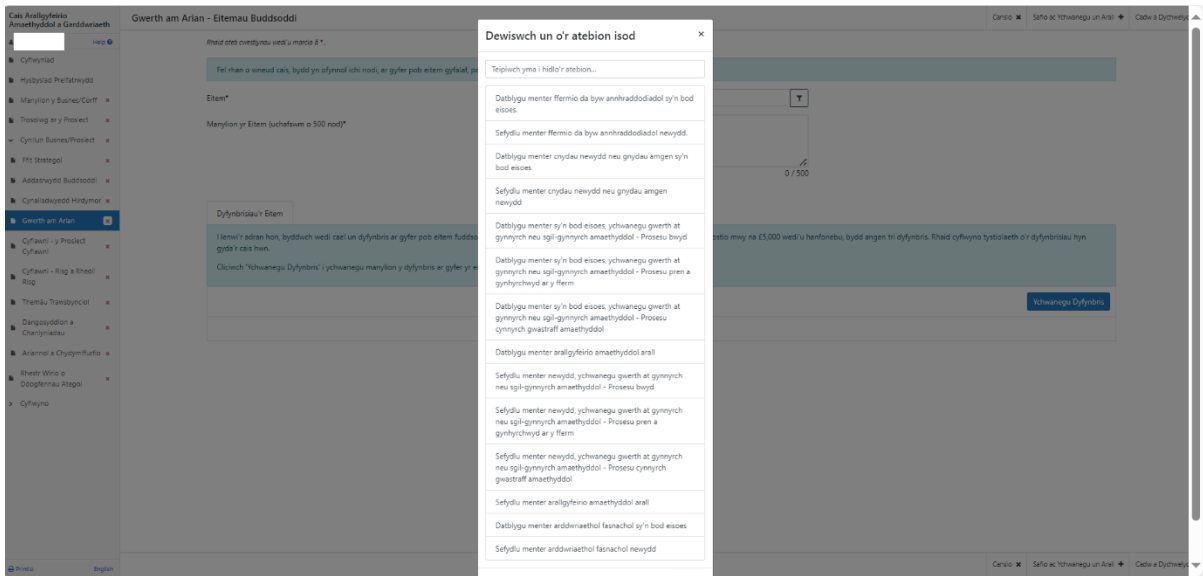 Cais Arallgyfeirio
Amaethyddol a Garddwriaeth
Help
Cyflwyniad
Hysbysiad Preifatrwydd
Manylion y Busnes/Corff ×
Trosolwg ar y Prosiect ×
Cynllun Busnes/Prosiect ×
Ffit Strategol ×
Addasrwydd Buddsoddi ×
Cynaliadwyedd Hirdymor ×
Gwerth am Arian ×
Cyflawni - y Prosiect
Cyflawni ×
Cyflawni - Risg a Rheoli
Risg ×
Themâu Trawsbynciol ×
Dangosyddion a
Chanlyniadau ×
Ariannol a Chydymffurfio ×
Rhestr Wirio o
Ddogfennau Ategol ×
Cyflwyno
Printio English
Gwerth am Arian - Eitemau Buddsoddi
Canslo ✖ Safio ac Ychwanegu un Arall ✚ Cadw a Dychwelyd
Rhaid ateb cwestiynau wedi'u marcio â *.
Fel rhan o wneud cais, bydd yn ofynnol ichi nodi, ar gyfer pob eitem gyfalaf,
Eitem*
Manylion yr Eitem (uchafswm o 500 nod)*
0 / 500
Dyfynbrisiau'r Eitem
I lenwi'r adran hon, byddwch wedi cael un dyfynbris ar gyfer pob eitem
mwy na £5,000 wedi'u hanfonebu, bydd angen tri dyfynbris. Rhaid cyflwyno tystiolaeth o'r dyfynbrisiau hyn
gyda'r cais hwn.
Cliciwch 'Ychwanegu Dyfynbris' i ychwanegu manylion y dyfynbris ar gyfer yr
Ychwanegu Dyfynbris
Dewiswch un o'r atebion isod ×
Teipiwch yma i hidlo'r atebion...
Datblygu menter ffermio da byw annhraddodiadol sy'n bod
eisoes.
Sefydlu menter ffermio da byw annhraddodiadol newydd.
Datblygu menter cnydau newydd neu gnydau amgen sy'n
bod eisoes
Sefydlu menter cnydau newydd neu gnydau amgen
newydd
Datblygu menter sy'n bod eisoes, ychwanegu gwerth at
gynnyrch neu sgil-gynnyrch amaethyddol - Prosesu bwyd
Datblygu menter sy'n bod eisoes, ychwanegu gwerth at
gynnyrch neu sgil-gynnyrch amaethyddol - Prosesu pren a
gynhyrchwyd ar y fferm
Datblygu menter sy'n bod eisoes, ychwanegu gwerth at
gynnyrch neu sgil-gynnyrch amaethyddol - Prosesu
cynnyrch gwastraff amaethyddol
Datblygu menter arallgyfeirio amaethyddol arall
Sefydlu menter newydd, ychwanegu gwerth at gynnyrch
neu sgil-gynnyrch amaethyddol - Prosesu bwyd
Sefydlu menter newydd, ychwanegu gwerth at gynnyrch
neu sgil-gynnyrch amaethyddol - Prosesu pren a
gynhyrchwyd ar y fferm
Sefydlu menter newydd, ychwanegu gwerth at gynnyrch
neu sgil-gynnyrch amaethyddol - Prosesu cynnyrch
gwastraff amaethyddol
Sefydlu menter arallgyfeirio amaethyddol arall
Datblygu menter arddwriaethol fasnachol sy'n bod eisoes
Sefydlu menter arddwriaethol fasnachol newydd
Canslo ✖ Safio ac Ychwanegu un Arall ✚ Cadw a Dychwelyd